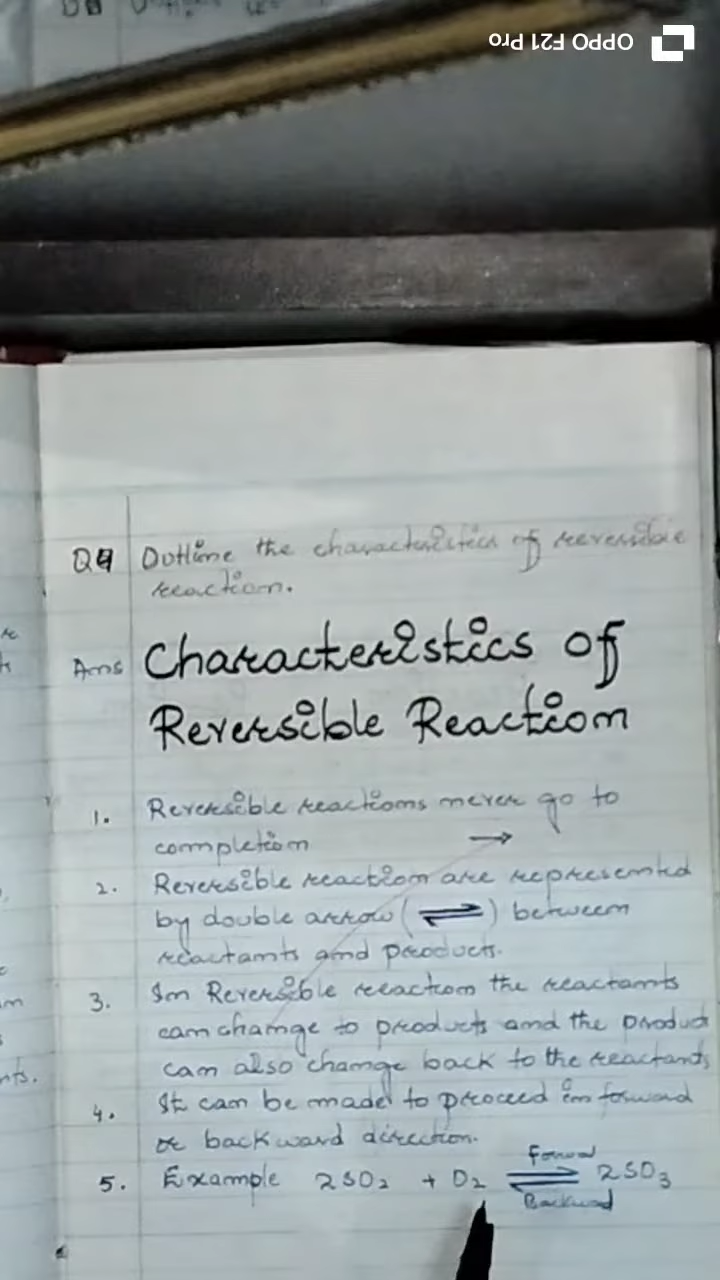 OPPO F21 Pro
Q4 Outline the characteristics of reversible
reaction.
Ans Characteristics of
Reversible Reaction
1. Reversible reactions never go to
completion →
2. Reversible reaction are represented
by double arrow (⇌) between
reactants and products.
3. In Reversible reaction the reactants
can change to products and the product
can also change back to the reactants
4. It can be made to proceed in forward
or backward direction.
Forward
5. Example 2SO₂ + O₂ ⇌ 2SO₃
Backward
nts.